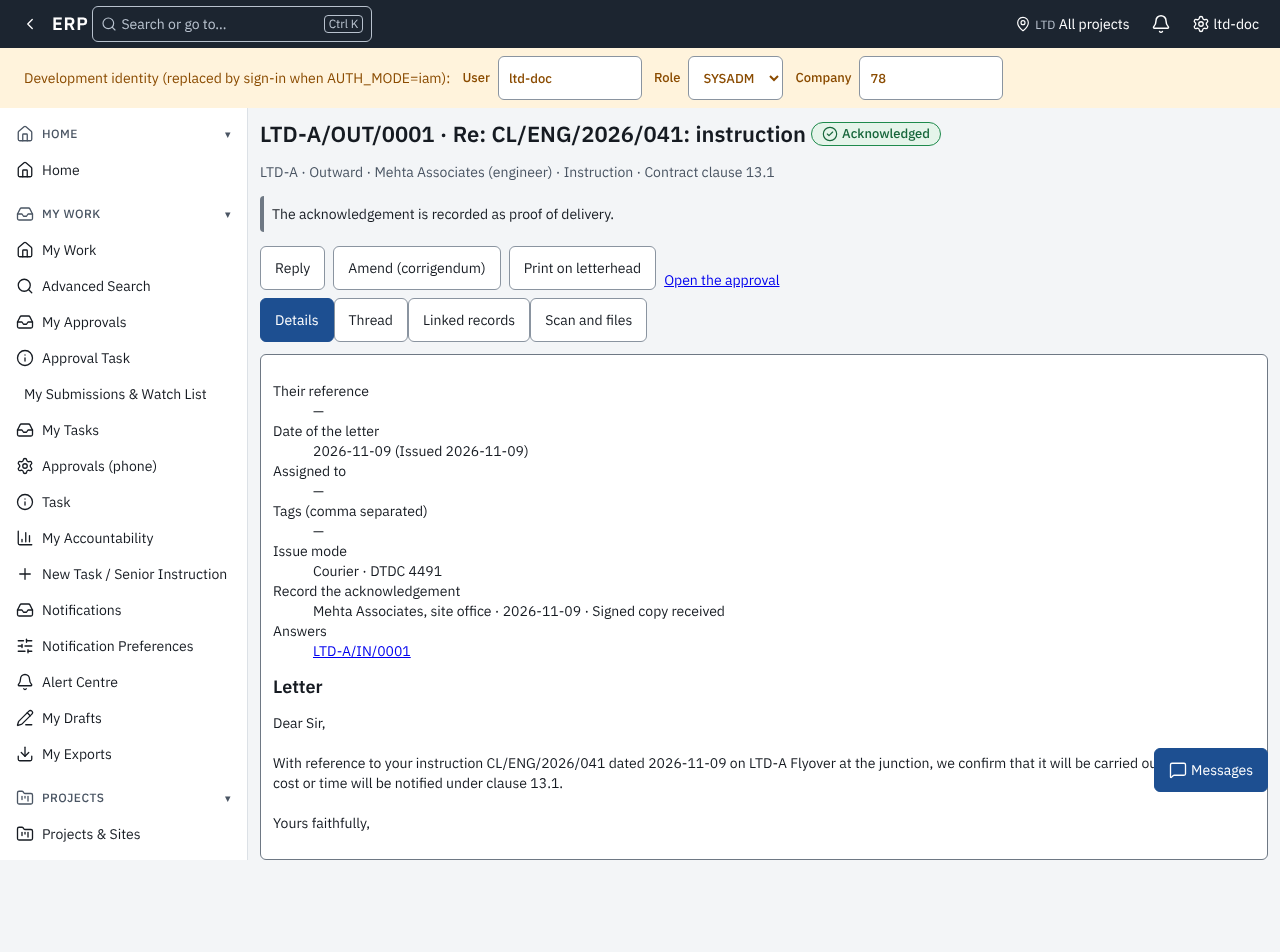 ERP
Search or go to...
Ctrl K
LTD All projects
ltd-doc
Development identity (replaced by sign-in when AUTH_MODE=iam):
User
ltd-doc
Role
SYSADM
Company
78
HOME
Home
MY WORK
My Work
Advanced Search
My Approvals
Approval Task
My Submissions & Watch List
My Tasks
Approvals (phone)
Task
My Accountability
New Task / Senior Instruction
Notifications
Notification Preferences
Alert Centre
My Drafts
My Exports
PROJECTS
Projects & Sites
LTD-A/OUT/0001 · Re: CL/ENG/2026/041: instruction
Acknowledged
LTD-A · Outward · Mehta Associates (engineer) · Instruction · Contract clause 13.1
The acknowledgement is recorded as proof of delivery.
Reply
Amend (corrigendum)
Print on letterhead
Open the approval
Details
Thread
Linked records
Scan and files
Their reference
—
Date of the letter
2026-11-09 (Issued 2026-11-09)
Assigned to
—
Tags (comma separated)
—
Issue mode
Courier · DTDC 4491
Record the acknowledgement
Mehta Associates, site office · 2026-11-09 · Signed copy received
Answers
LTD-A/IN/0001
Letter
Dear Sir,
With reference to your instruction CL/ENG/2026/041 dated 2026-11-09 on LTD-A Flyover at the junction, we confirm that it will be carried
cost or time will be notified under clause 13.1.
Yours faithfully,
Messages